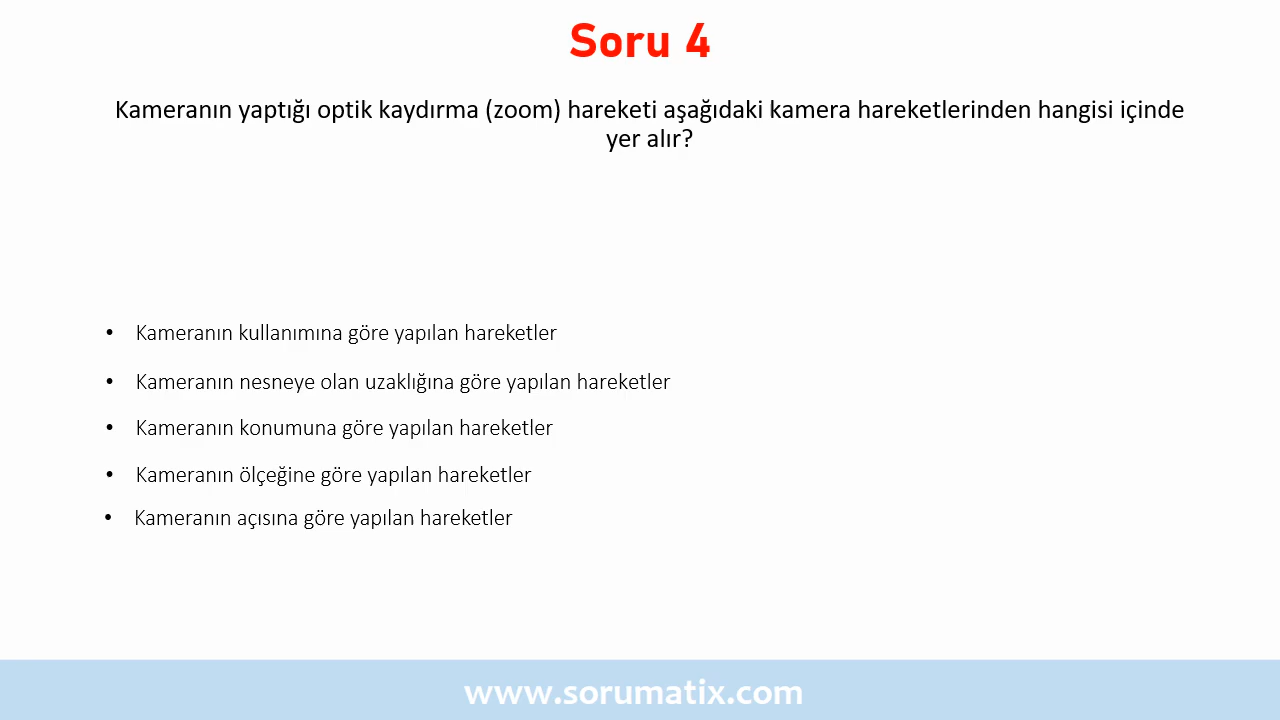 Soru 4
Kameranın yaptığı optik kaydırma (zoom) hareketi aşağıdaki kamera hareketlerinden hangisi içinde
yer alır?
• Kameranın kullanımına göre yapılan hareketler
• Kameranın nesneye olan uzaklığına göre yapılan hareketler
• Kameranın konumuna göre yapılan hareketler
• Kameranın ölçeğine göre yapılan hareketler
• Kameranın açısına göre yapılan hareketler
www.sorumatix.com